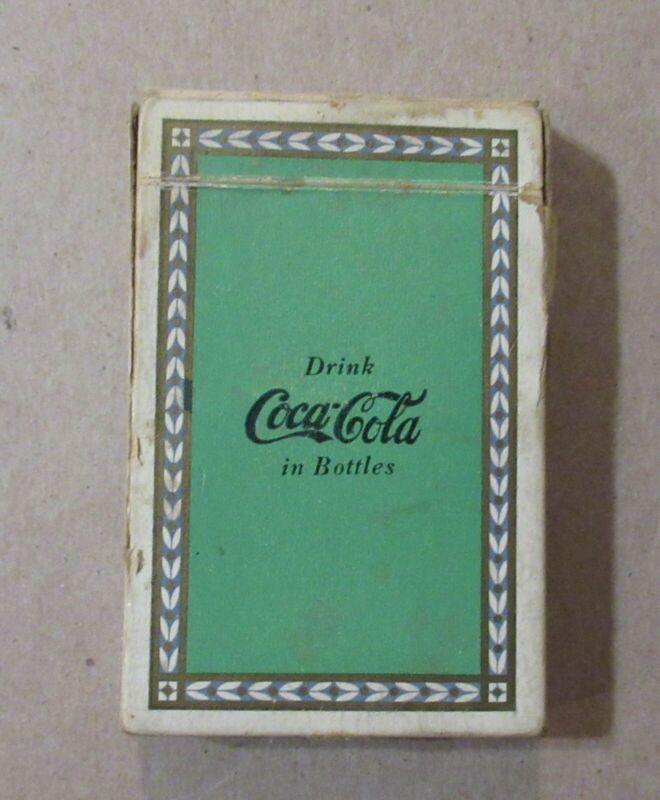 Drink
Coca-Cola
in Bottles